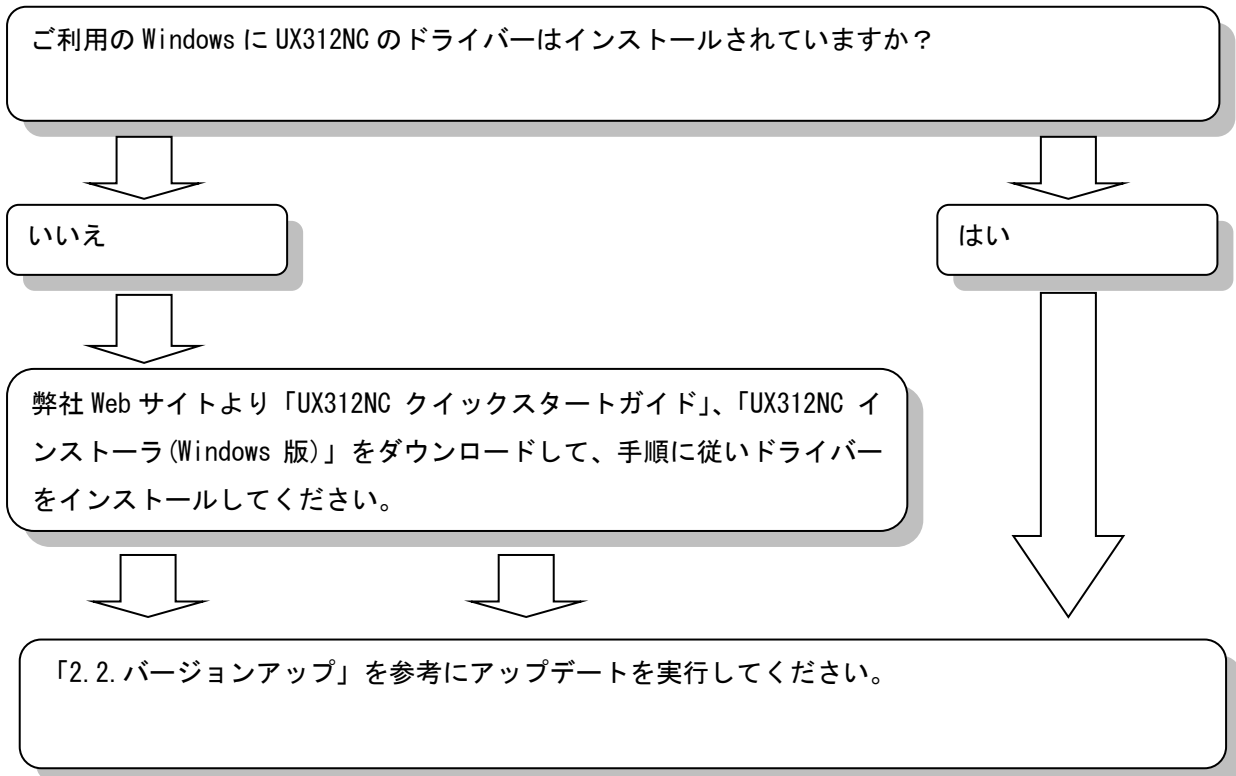 ご利用の Windows に UX312NC のドライバーはインストールされていますか？
いいえ
はい
弊社 Web サイトより「UX312NC クイックスタートガイド」、「UX312NC イ
ンストーラ(Windows 版)」をダウンロードして、手順に従いドライバー
をインストールしてください。
「2.2.バージョンアップ」を参考にアップデートを実行してください。